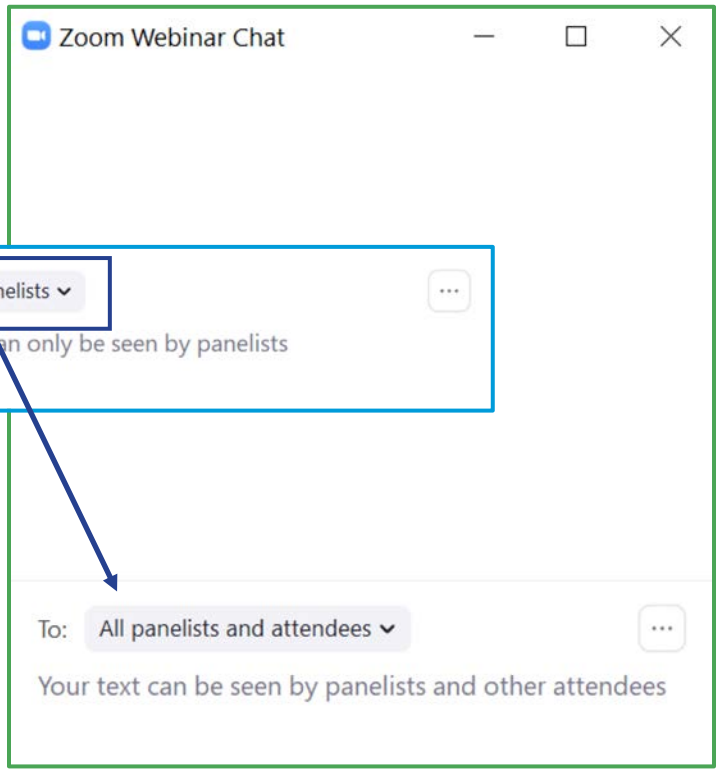 Zoom Webinar Chat
nelists
an only be seen by panelists
To: All panelists and attendees
Your text can be seen by panelists and other attendees